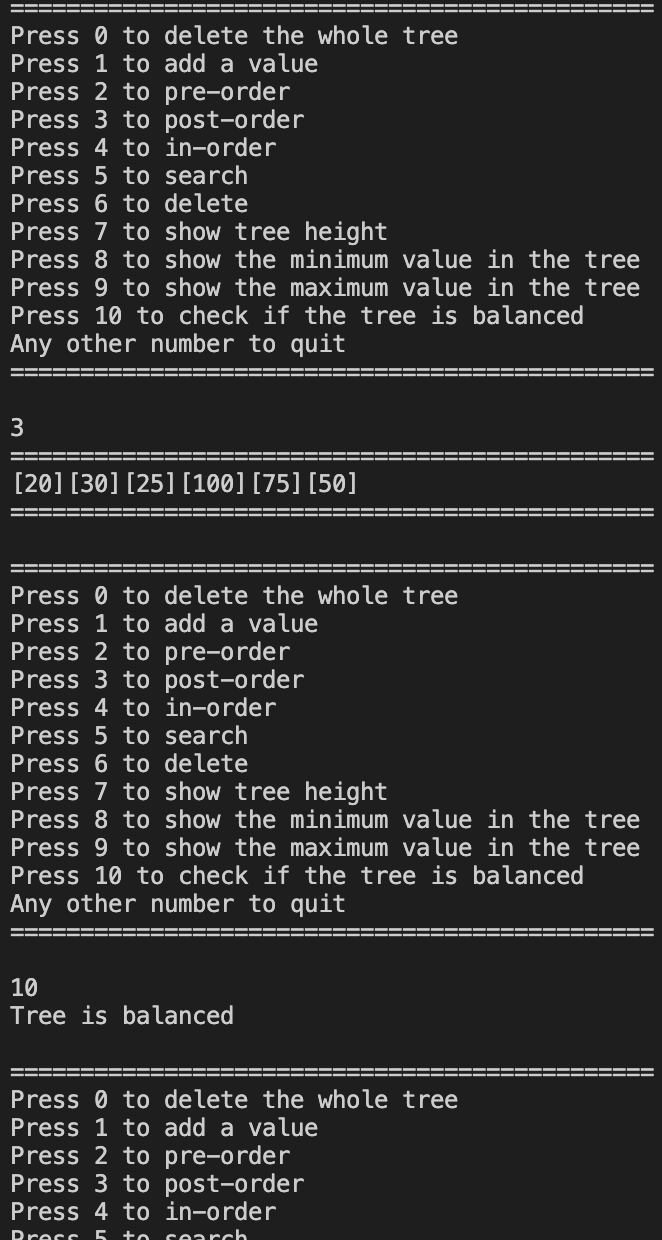 ==============================================
Press 0 to delete the whole tree
Press 1 to add a value
Press 2 to pre-order
Press 3 to post-order
Press 4 to in-order
Press 5 to search
Press 6 to delete
Press 7 to show tree height
Press 8 to show the minimum value in the tree
Press 9 to show the maximum value in the tree
Press 10 to check if the tree is balanced
Any other number to quit
==============================================
3
==============================================
[20][30][25][100][75][50]
==============================================
==============================================
Press 0 to delete the whole tree
Press 1 to add a value
Press 2 to pre-order
Press 3 to post-order
Press 4 to in-order
Press 5 to search
Press 6 to delete
Press 7 to show tree height
Press 8 to show the minimum value in the tree
Press 9 to show the maximum value in the tree
Press 10 to check if the tree is balanced
Any other number to quit
==============================================
10
Tree is balanced
==============================================
Press 0 to delete the whole tree
Press 1 to add a value
Press 2 to pre-order
Press 3 to post-order
Press 4 to in-order
Press 5 to search